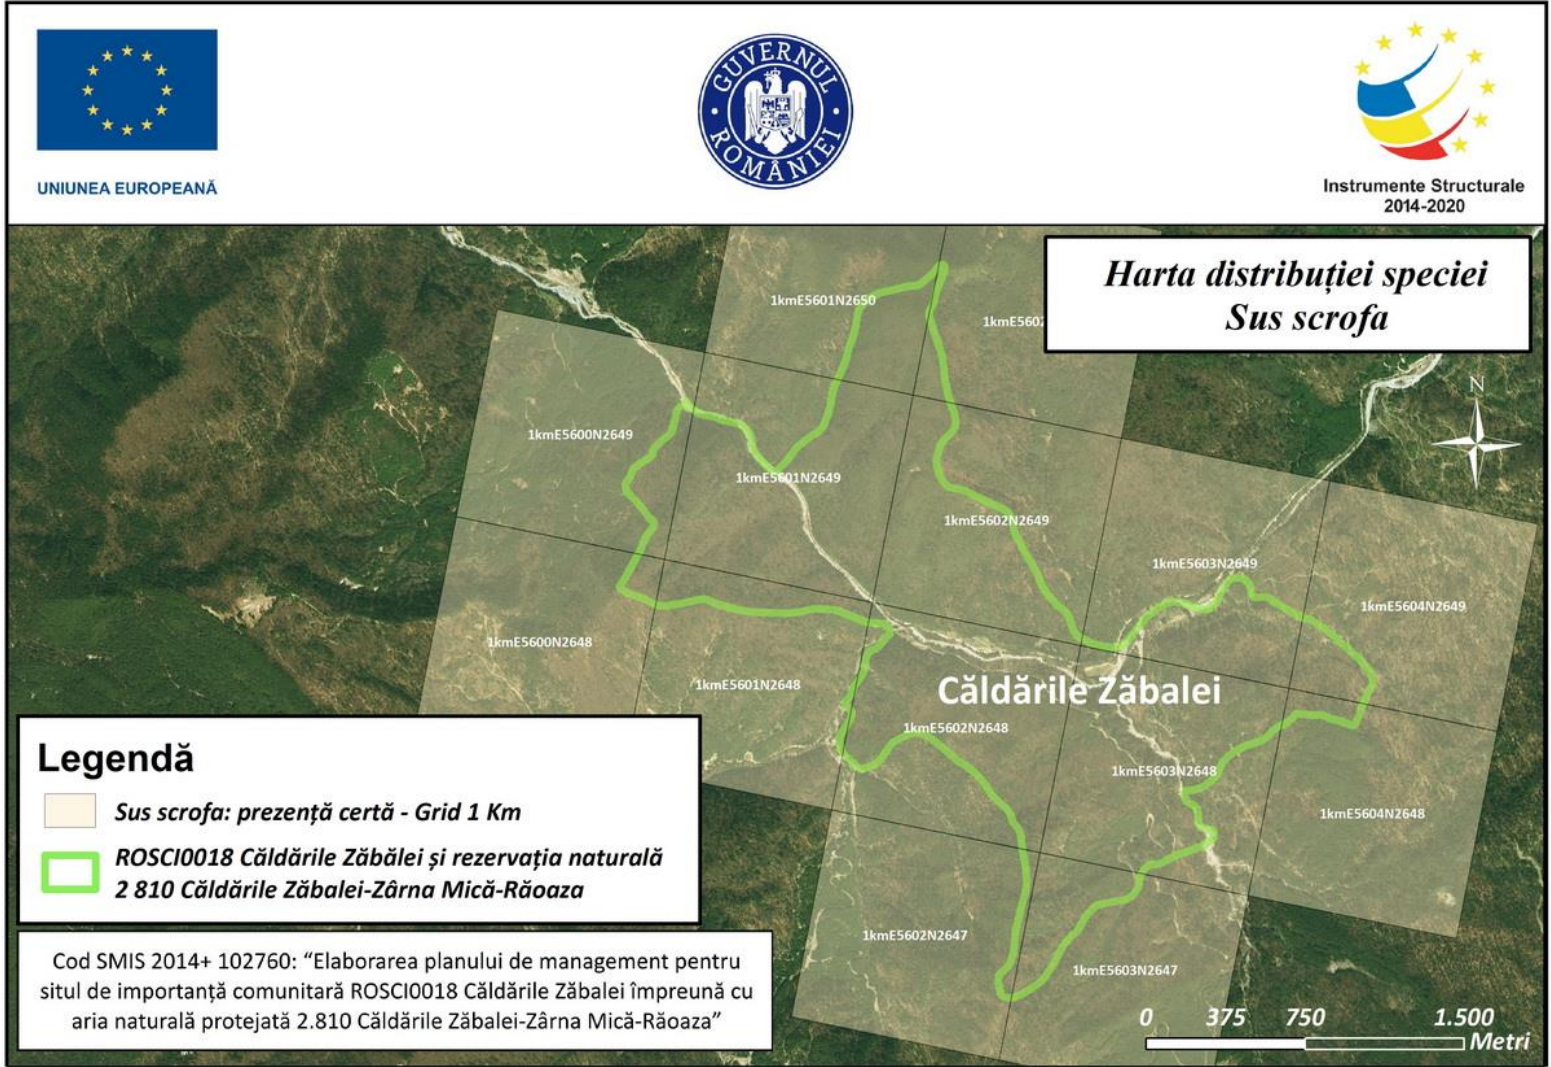 UNIUNEA EUROPEANĂ
GUVERNUL ROMÂNIEI
Instrumente Structurale
2014-2020
Harta distribuției speciei
Sus scrofa
1kmE5601N2650
1kmE5602
N
1kmE5600N2649
1kmE5601N2649
1kmE5602N2649
1kmE5603N2649
1kmE5604N2649
1kmE5600N2648
1kmE5601N2648
Căldările Zăbalei
1kmE5602N2648
1kmE5603N2648
1kmE5604N2648
1kmE5602N2647
1kmE5603N2647
Legendă
Sus scrofa: prezență certă - Grid 1 Km
ROSCI0018 Căldările Zăbălei și rezervația naturală
2 810 Căldările Zăbalei-Zârna Mică-Răoaza
Cod SMIS 2014+ 102760: “Elaborarea planului de management pentru
situl de importanță comunitară ROSCI0018 Căldările Zăbalei împreună cu
aria naturală protejată 2.810 Căldările Zăbalei-Zârna Mică-Răoaza”
0 375 750 1.500
Metri